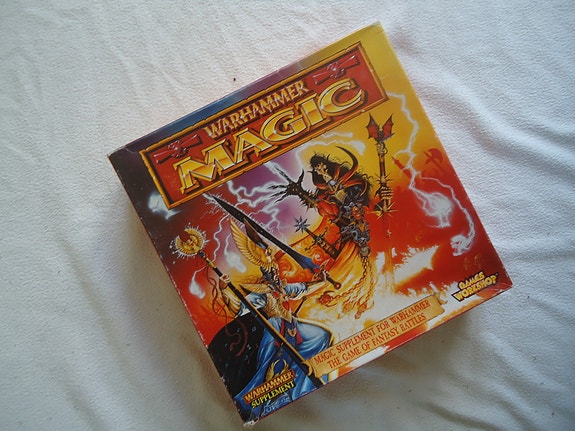 WARHAMMER
MAGIC
MAGIC SUPPLEMENT FOR WARHAMMER
THE GAME OF FANTASY BATTLES
GAMES
WORKSHOP
WARHAMMER
SUPPLEMENT